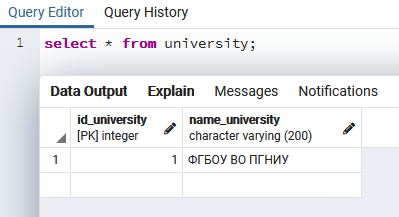 Query Editor Query History
1 select * from university;
Data Output Explain Messages Notifications
id_university name_university
[PK] integer character varying (200)
1 1 ФГБОУ ВО ПГНИУ